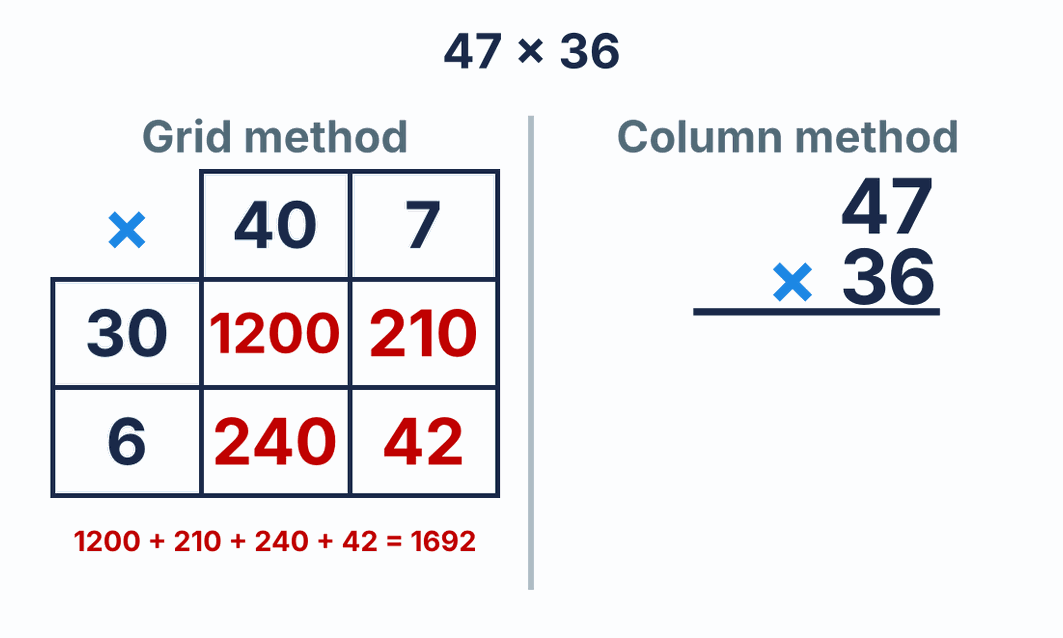 47 × 36
Grid method
× 40 7
30 1200 210
6 240 42
1200 + 210 + 240 + 42 = 1692
Column method
47
× 36